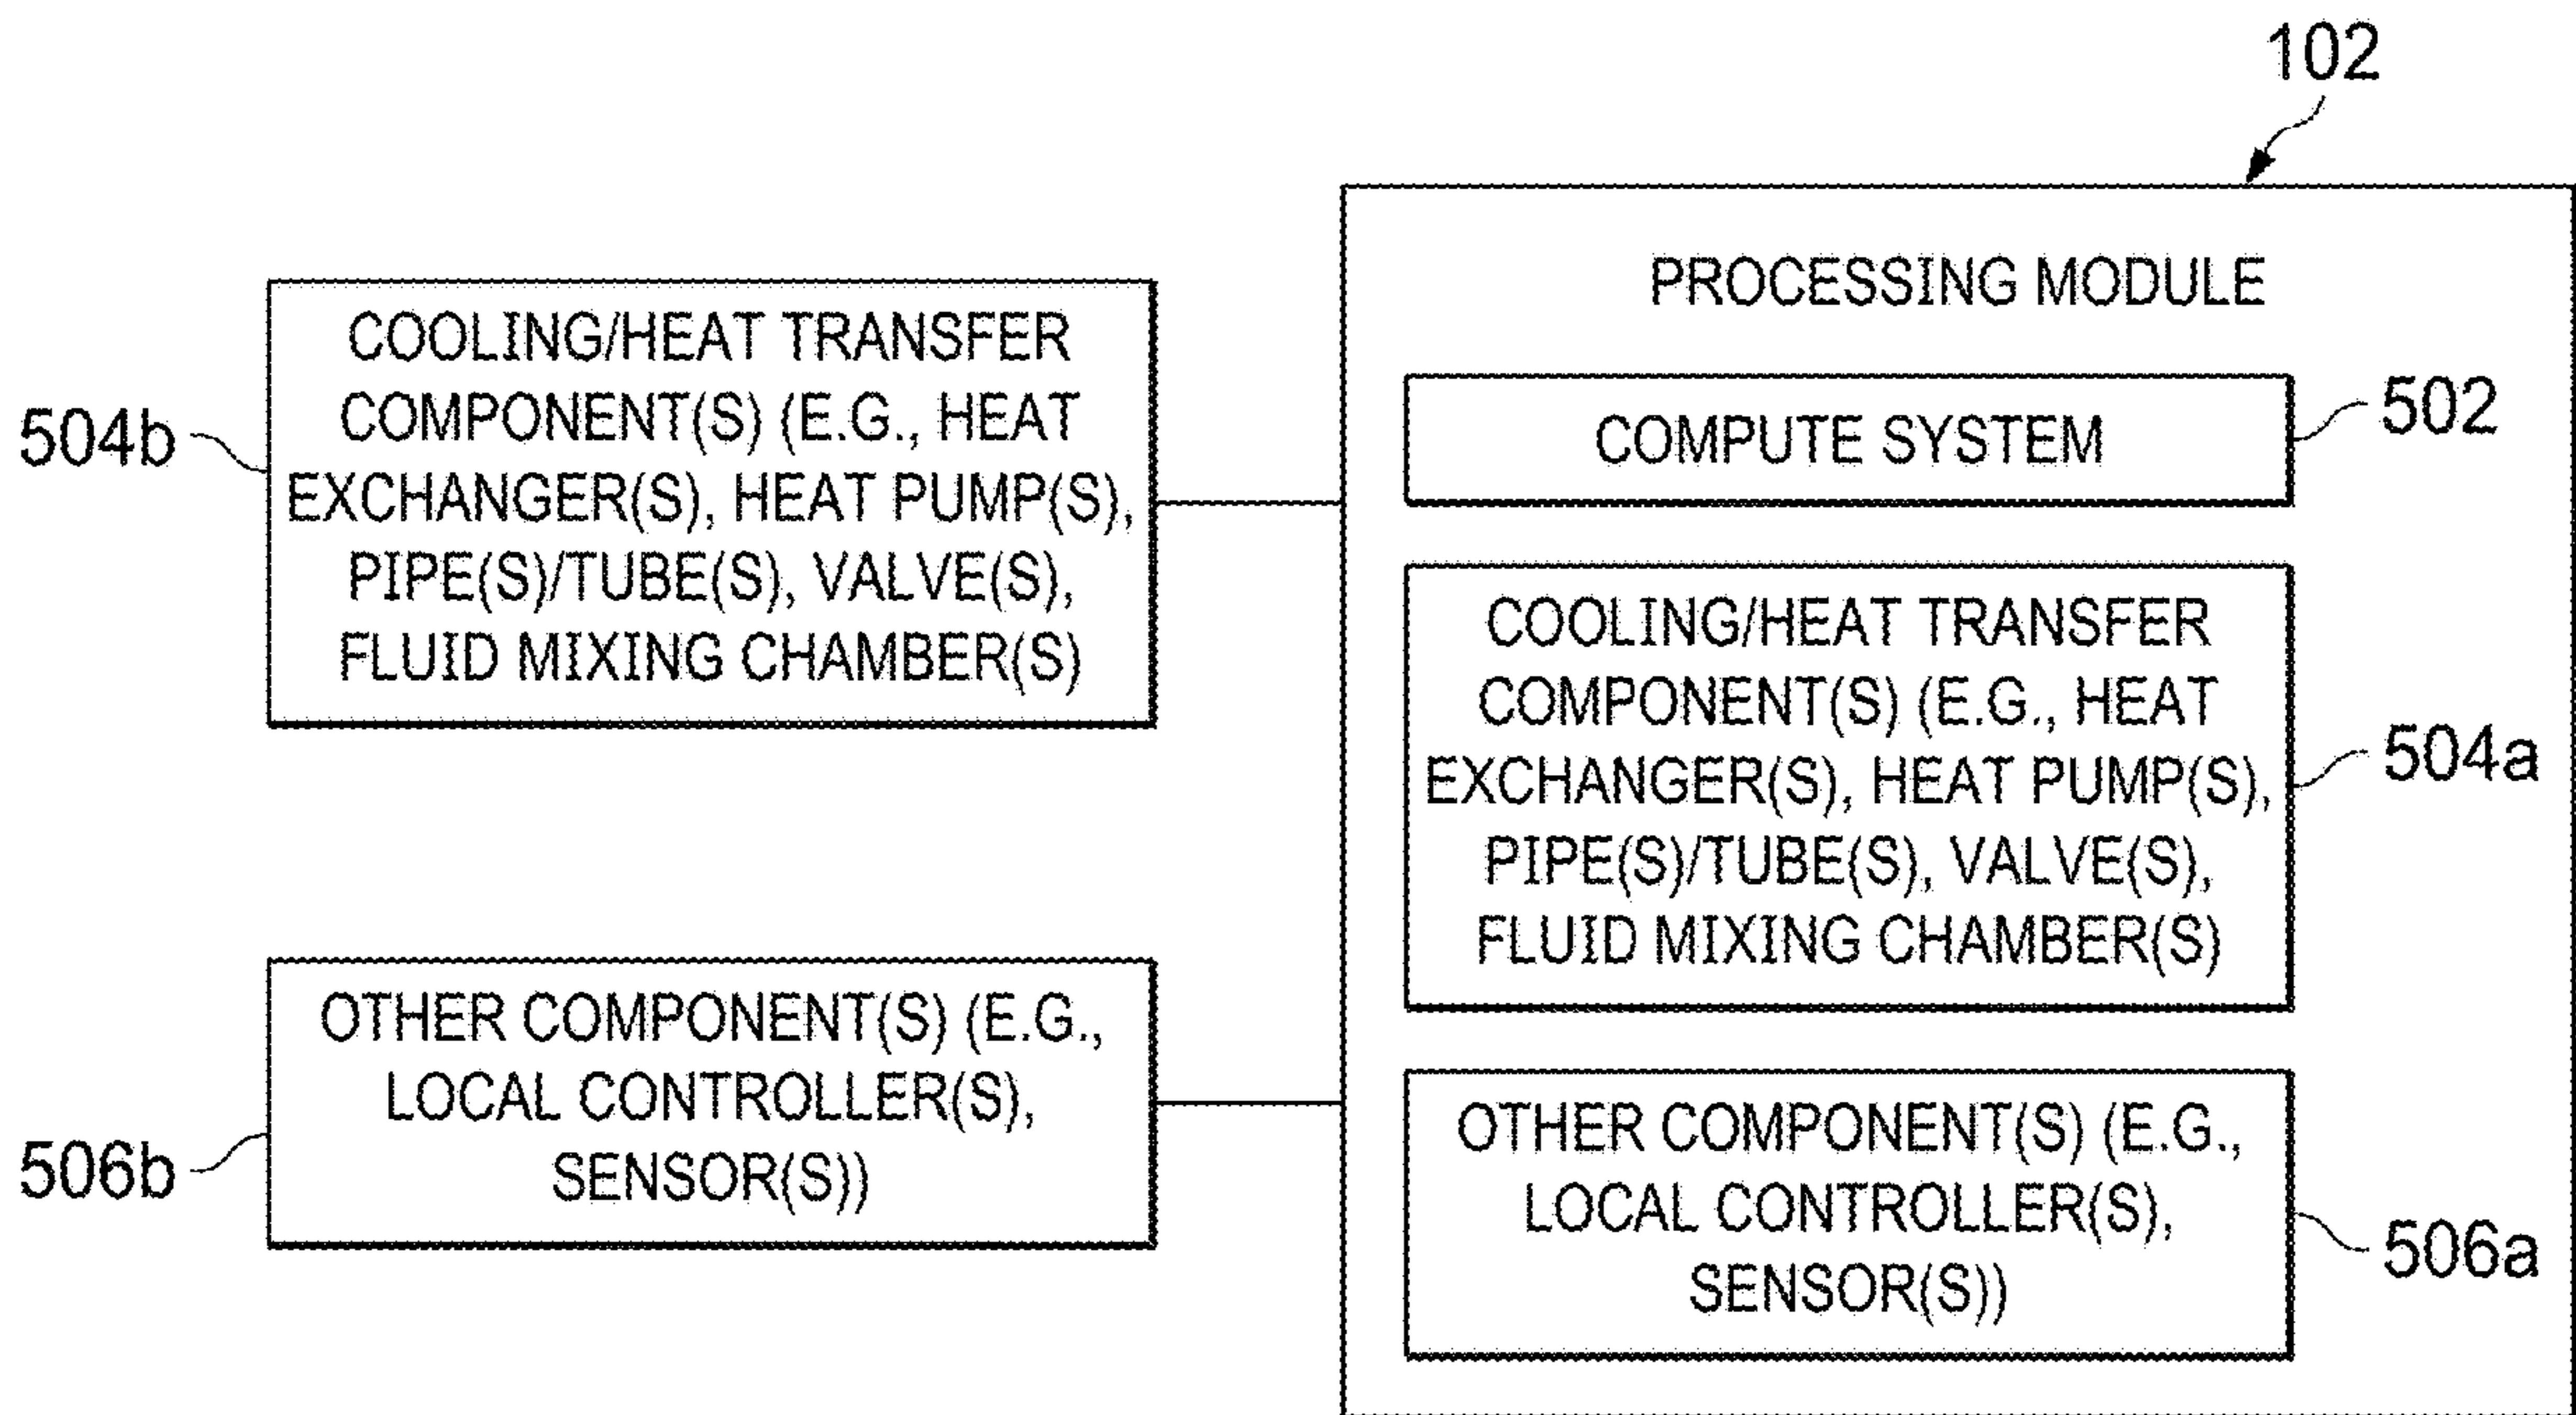 102
PROCESSING MODULE
COMPUTE SYSTEM
502
COOLING/HEAT TRANSFER
COMPONENT(S) (E.G., HEAT
EXCHANGER(S), HEAT PUMP(S),
PIPE(S)/TUBE(S), VALVE(S),
FLUID MIXING CHAMBER(S)
504b
COOLING/HEAT TRANSFER
COMPONENT(S) (E.G., HEAT
EXCHANGER(S), HEAT PUMP(S),
PIPE(S)/TUBE(S), VALVE(S),
FLUID MIXING CHAMBER(S)
504a
OTHER COMPONENT(S) (E.G.,
LOCAL CONTROLLER(S),
SENSOR(S))
506b
OTHER COMPONENT(S) (E.G.,
LOCAL CONTROLLER(S),
SENSOR(S))
506a